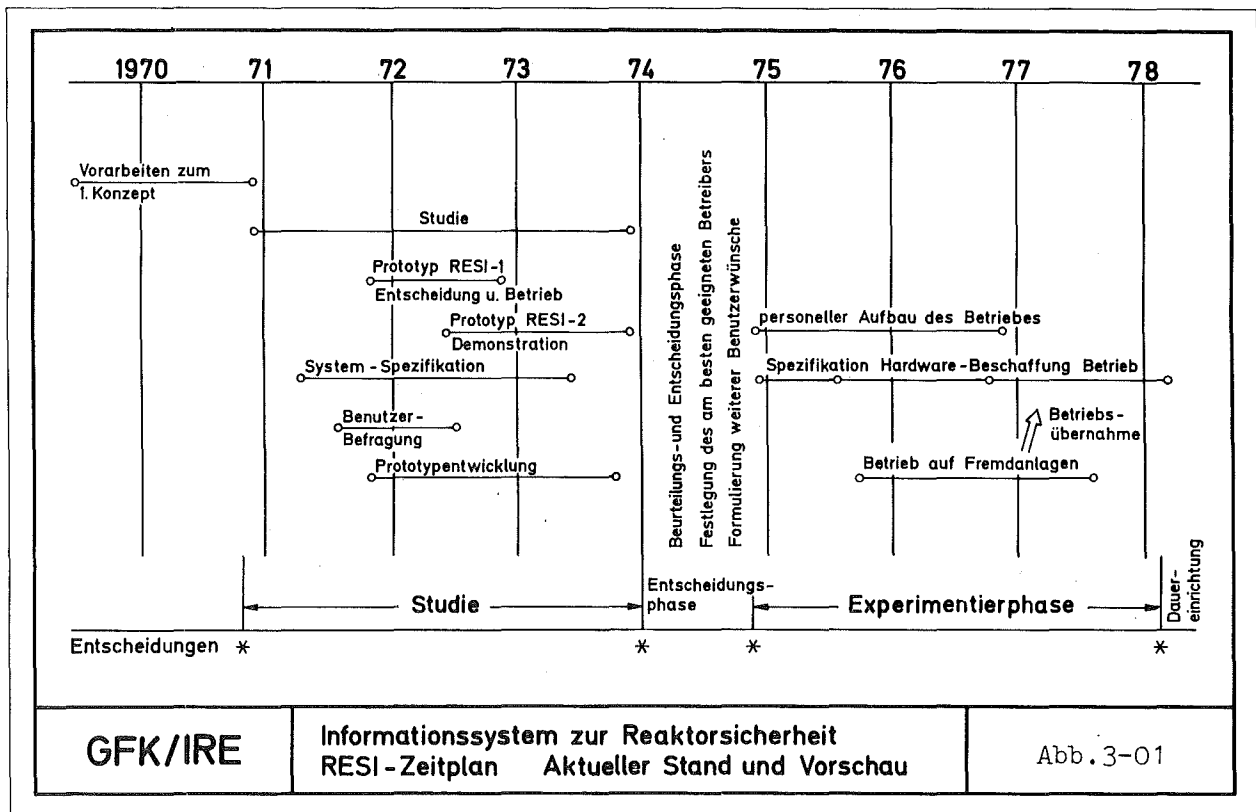 1970 71 72 73 74 75 76 77 78
Vorarbeiten zum
1. Konzept
Studie
Prototyp RESI-1
Entscheidung u. Betrieb
Prototyp RESI-2
Demonstration
System-Spezifikation
Benutzer-
Befragung
Prototypentwicklung
Beurteilungs- und Entscheidungsphase
Festlegung des am besten geeigneten Betreibers
Formulierung weiterer Benutzerwünsche
personeller Aufbau des Betriebes
Spezifikation Hardware-Beschaffung Betrieb
Betriebs-
übernahme
Betrieb auf Fremdanlagen
Studie
Entscheidungs-
phase
Experimentierphase
Dauer-
einrichtung
Entscheidungen * * * *
GFK/IRE
Informationssystem zur Reaktorsicherheit
RESI-Zeitplan Aktueller Stand und Vorschau
Abb.3-01